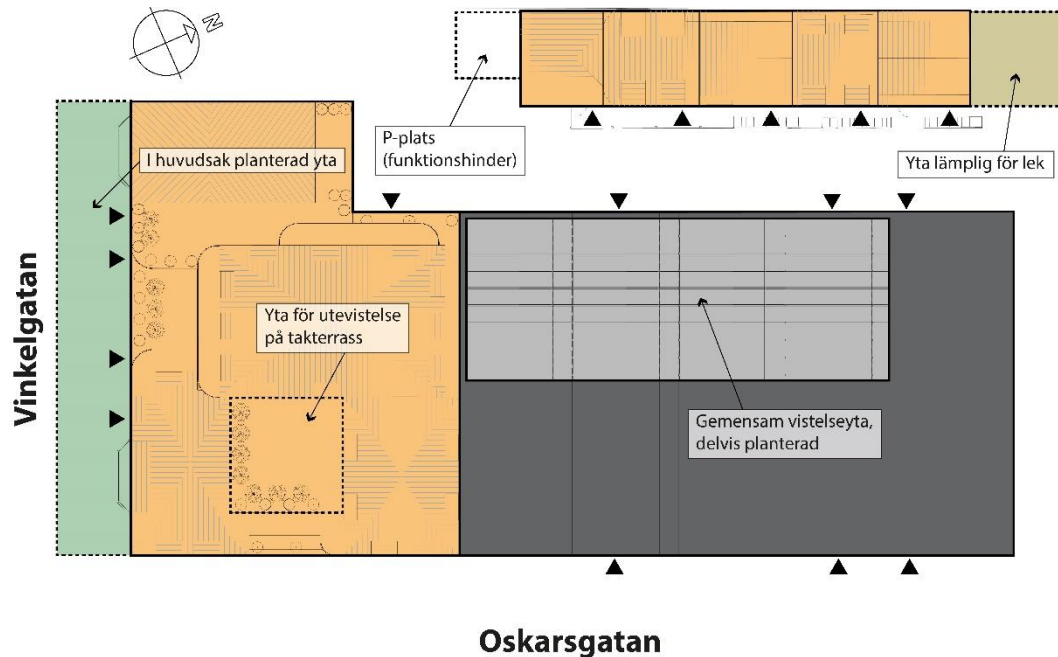 N
P-plats
(funktionshinder)
I huvudsak planterad yta
Yta lämplig för lek
Yta för utevistelse
på takterrass
Vinkelgatan
Gemensam vistelseyta,
delvis planterad
Oskarsgatan